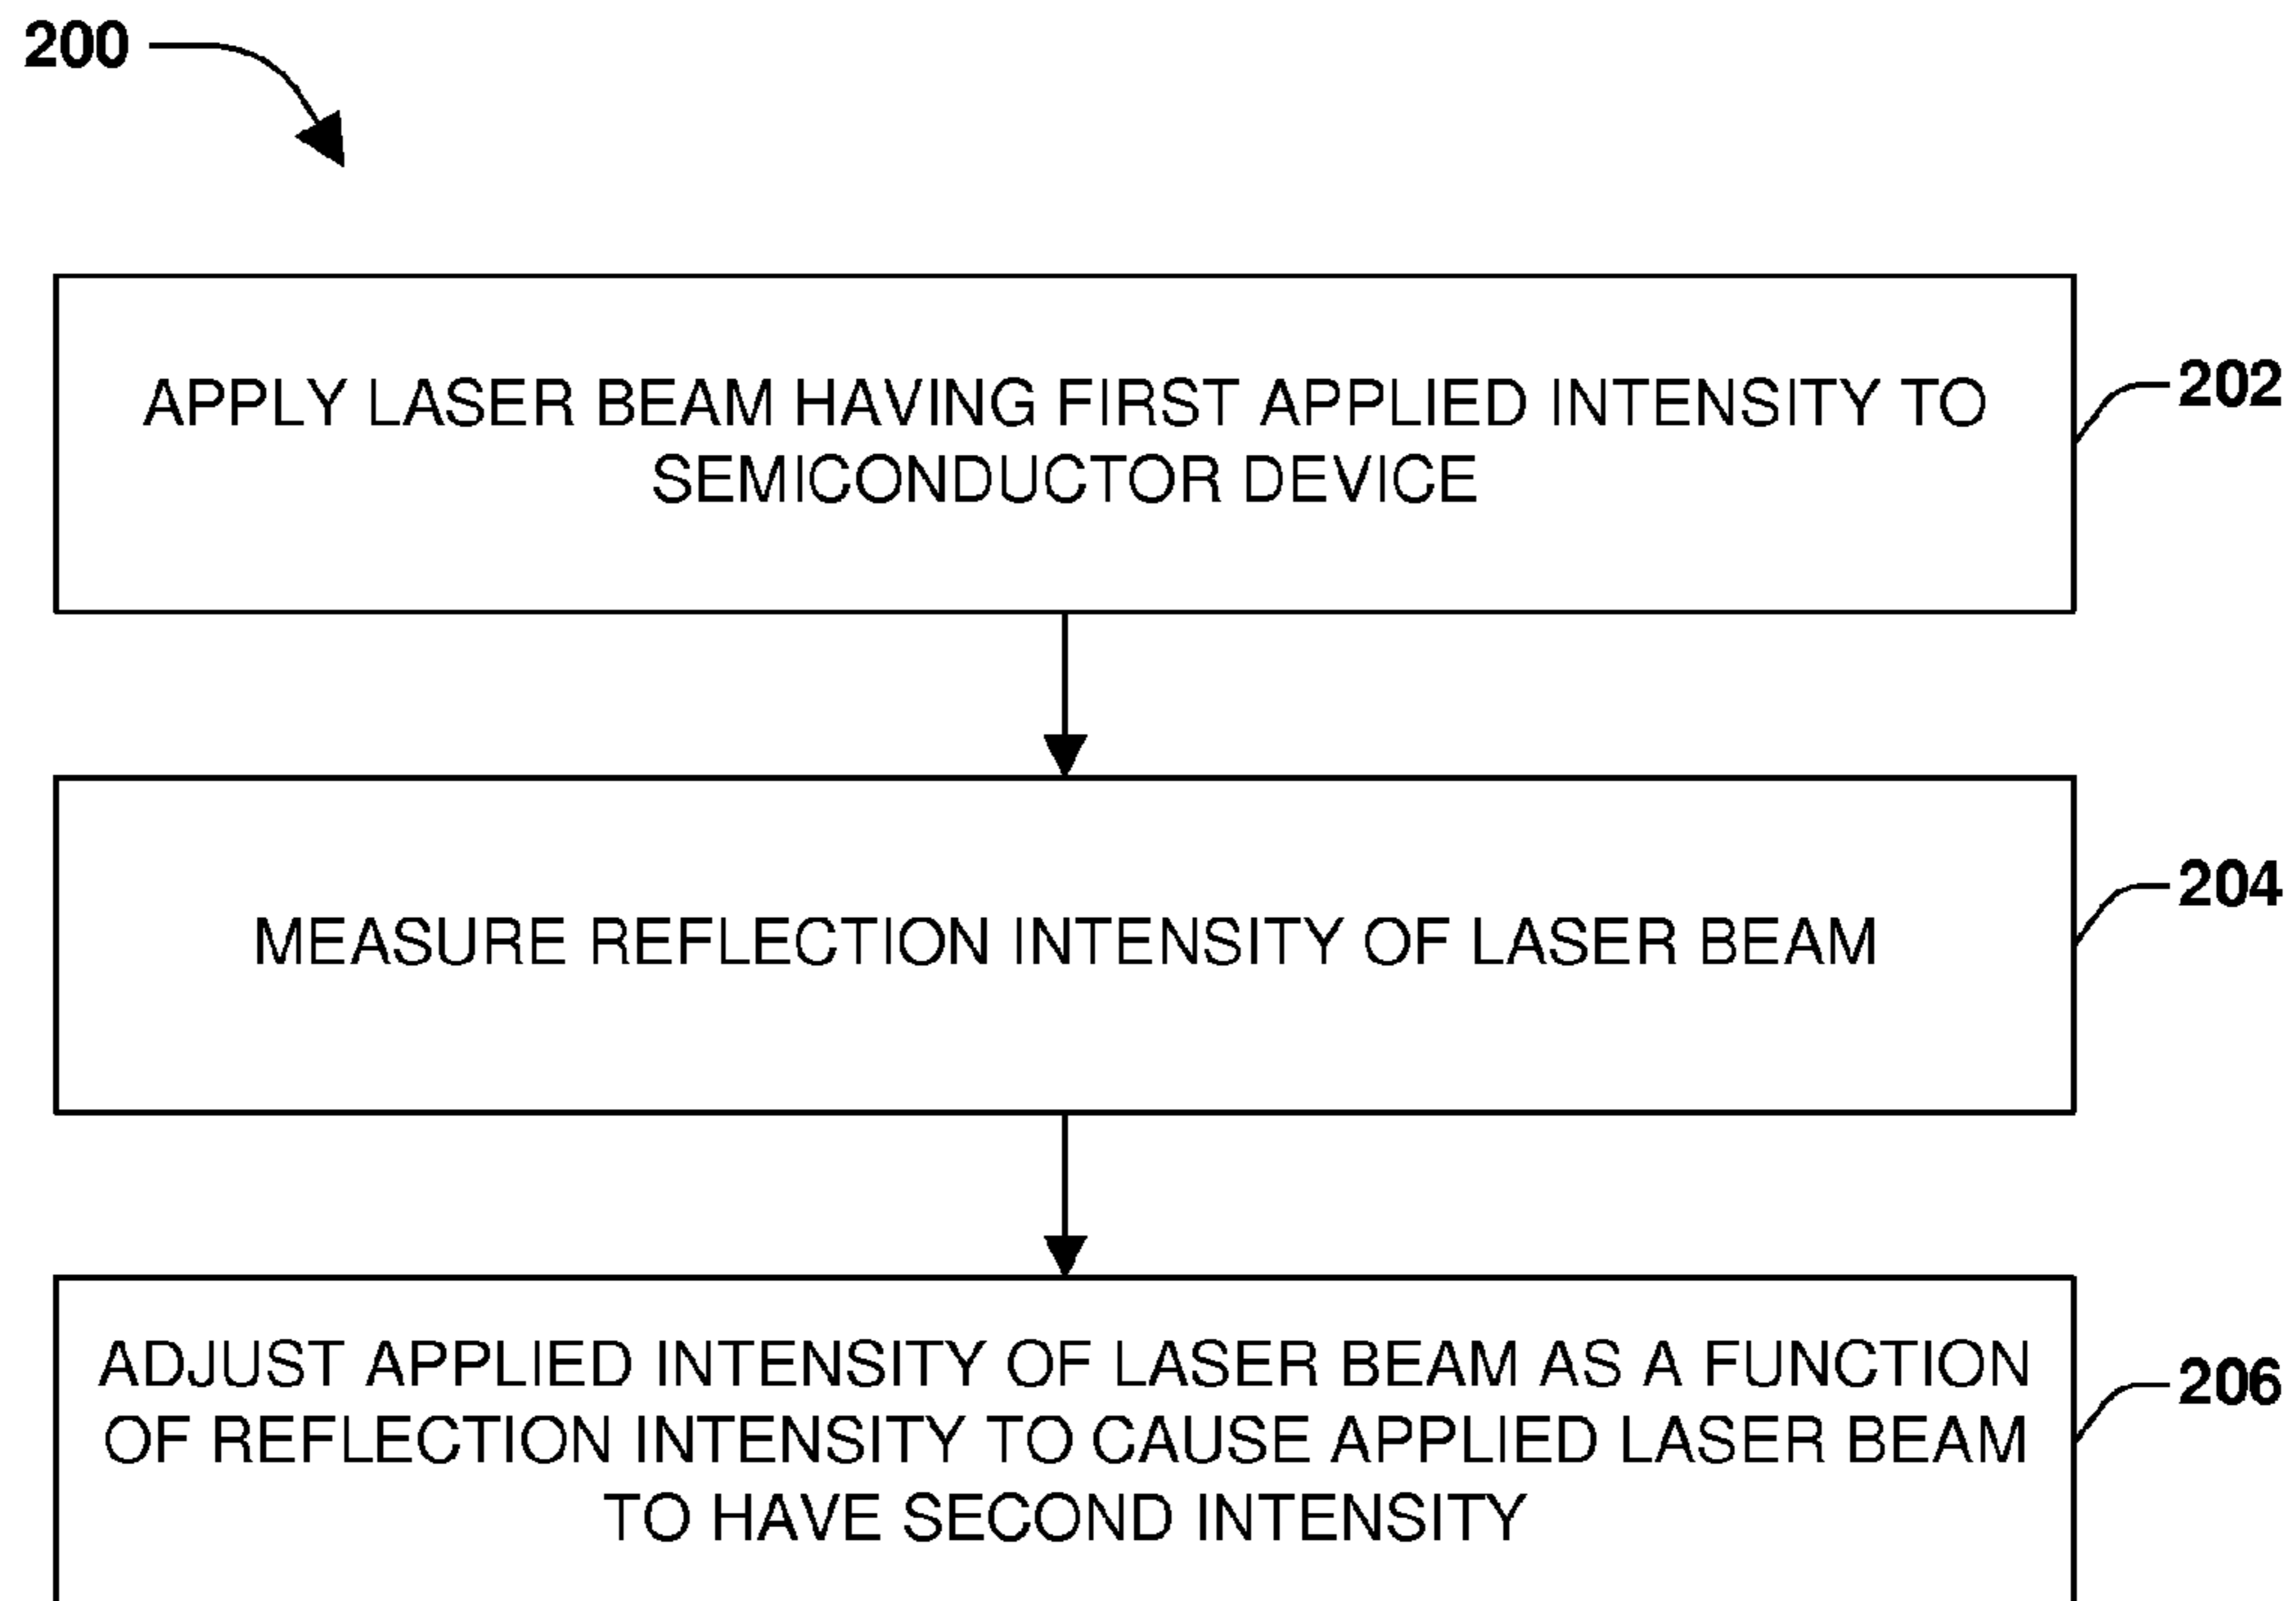 200
APPLY LASER BEAM HAVING FIRST APPLIED INTENSITY TO
SEMICONDUCTOR DEVICE
202
MEASURE REFLECTION INTENSITY OF LASER BEAM
204
ADJUST APPLIED INTENSITY OF LASER BEAM AS A FUNCTION
OF REFLECTION INTENSITY TO CAUSE APPLIED LASER BEAM
TO HAVE SECOND INTENSITY
206